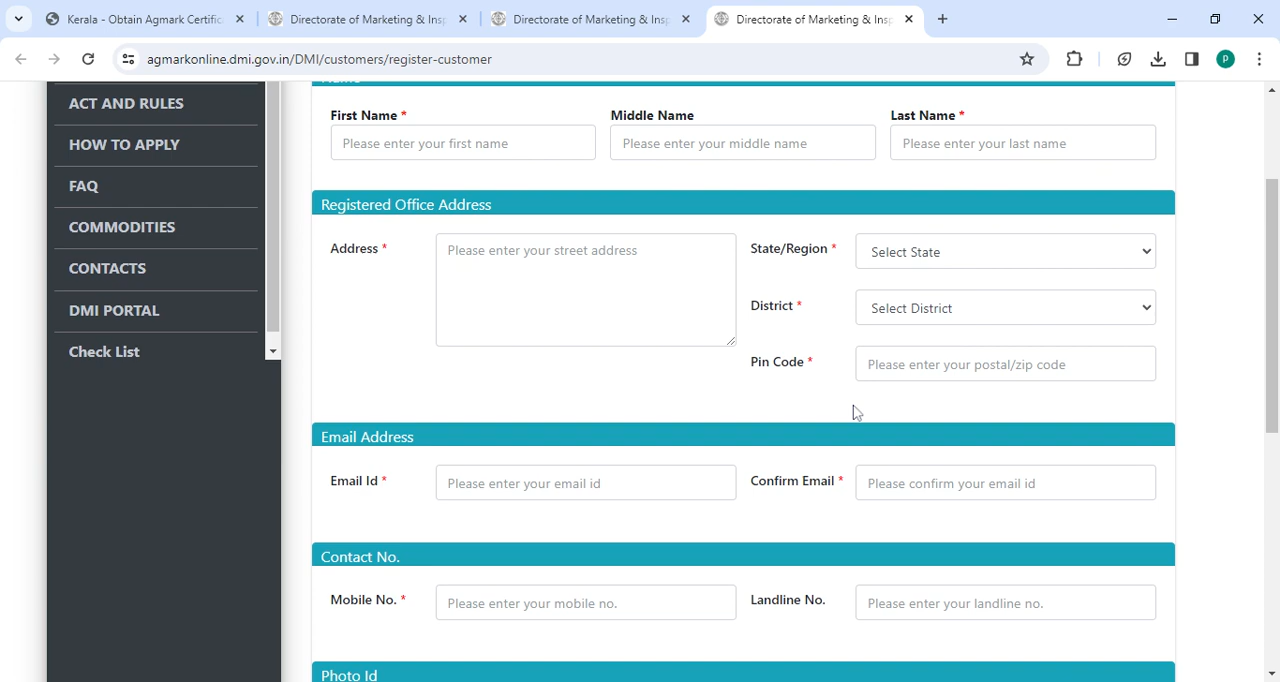 Kerala - Obtain Agmark Certific
Directorate of Marketing & Insp
Directorate of Marketing & Insp
Directorate of Marketing & Insp
agmarkonline.dmi.gov.in/DMI/customers/register-customer
P
ACT AND RULES
HOW TO APPLY
FAQ
COMMODITIES
CONTACTS
DMI PORTAL
Check List
Name
First Name * Middle Name Last Name *
Please enter your first name Please enter your middle name Please enter your last name
Registered Office Address
Address * Please enter your street address State/Region * Select State
District * Select District
Pin Code * Please enter your postal/zip code
Email Address
Email Id * Please enter your email id Confirm Email * Please confirm your email id
Contact No.
Mobile No. * Please enter your mobile no. Landline No. Please enter your landline no.
Photo Id